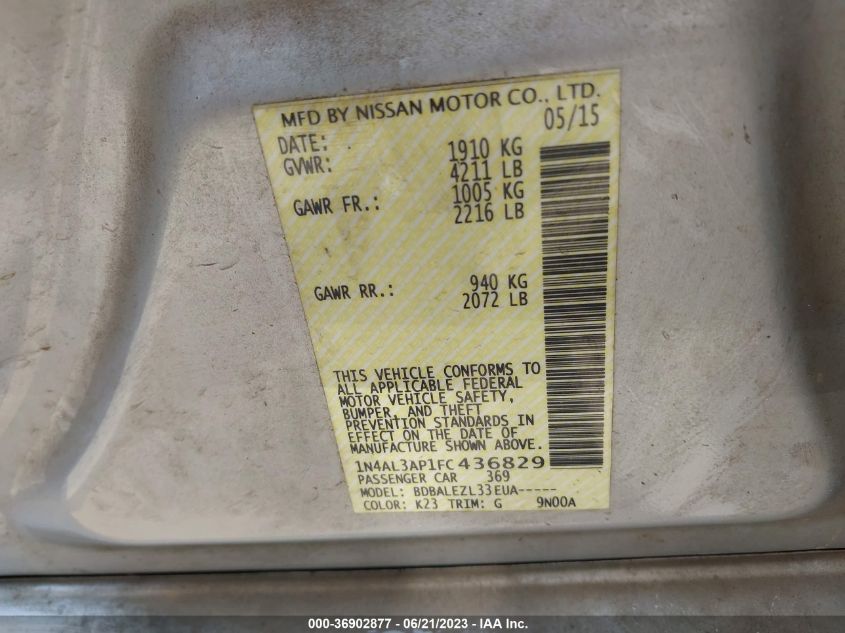 MFD BY NISSAN MOTOR CO., LTD.
DATE: 05/15
GVWR: 1910 KG
4211 LB
GAWR FR.: 1005 KG
2216 LB
GAWR RR.: 940 KG
2072 LB
THIS VEHICLE CONFORMS TO
ALL APPLICABLE FEDERAL
MOTOR VEHICLE SAFETY,
BUMPER, AND THEFT
PREVENTION STANDARDS IN
EFFECT ON THE DATE OF
MANUFACTURE SHOWN ABOVE.
1N4AL3AP1FC436829
PASSENGER CAR 369
MODEL: BDBALEZL33EUA-----
COLOR: K23 TRIM: G 9N00A
000-36902877 - 06/21/2023 - IAA Inc.